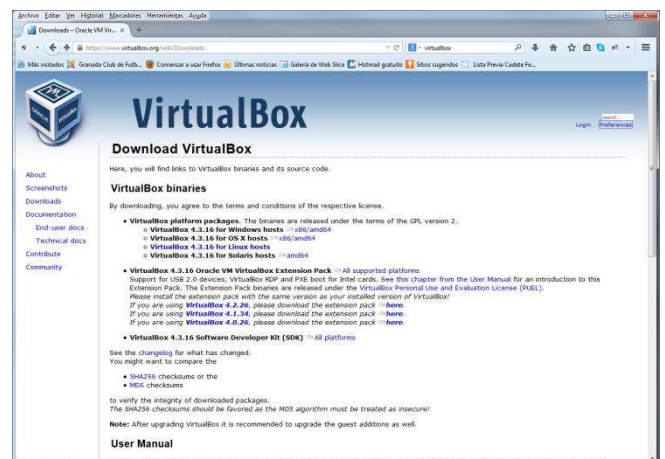 Archivo Editar Ver Historial Marcadores Herramientas Ayuda
Downloads – Oracle VM Vir...
https://www.virtualbox.org/wiki/Downloads
virtualbox
Más visitados Granada Club de Futb... Comenzar a usar Firefox Últimas noticias Galería de Web Slice Hotmail gratuito Sitios sugeridos Lista Previa Cadete Fe...
ORACLE
VirtualBox
search...
Login Preferences
About
Screenshots
Downloads
Documentation
End-user docs
Technical docs
Contribute
Community
Download VirtualBox
Here, you will find links to VirtualBox binaries and its source code.
VirtualBox binaries
By downloading, you agree to the terms and conditions of the respective license.
VirtualBox platform packages. The binaries are released under the terms of the GPL version 2.
VirtualBox 4.3.16 for Windows hosts x86/amd64
VirtualBox 4.3.16 for OS X hosts x86/amd64
VirtualBox 4.3.16 for Linux hosts
VirtualBox 4.3.16 for Solaris hosts amd64
VirtualBox 4.3.16 Oracle VM VirtualBox Extension Pack All supported platforms
Support for USB 2.0 devices, VirtualBox RDP and PXE boot for Intel cards. See this chapter from the User Manual for an introduction to this
Extension Pack. The Extension Pack binaries are released under the VirtualBox Personal Use and Evaluation License (PUEL).
Please install the extension pack with the same version as your installed version of VirtualBox!
If you are using VirtualBox 4.2.26, please download the extension pack here.
If you are using VirtualBox 4.1.34, please download the extension pack here.
If you are using VirtualBox 4.0.26, please download the extension pack here.
VirtualBox 4.3.16 Software Developer Kit (SDK) All platforms
See the changelog for what has changed.
You might want to compare the
SHA256 checksums or the
MD5 checksums
to verify the integrity of downloaded packages.
The SHA256 checksums should be favored as the MD5 algorithm must be treated as insecure!
Note: After upgrading VirtualBox it is recommended to upgrade the guest additions as well.
User Manual